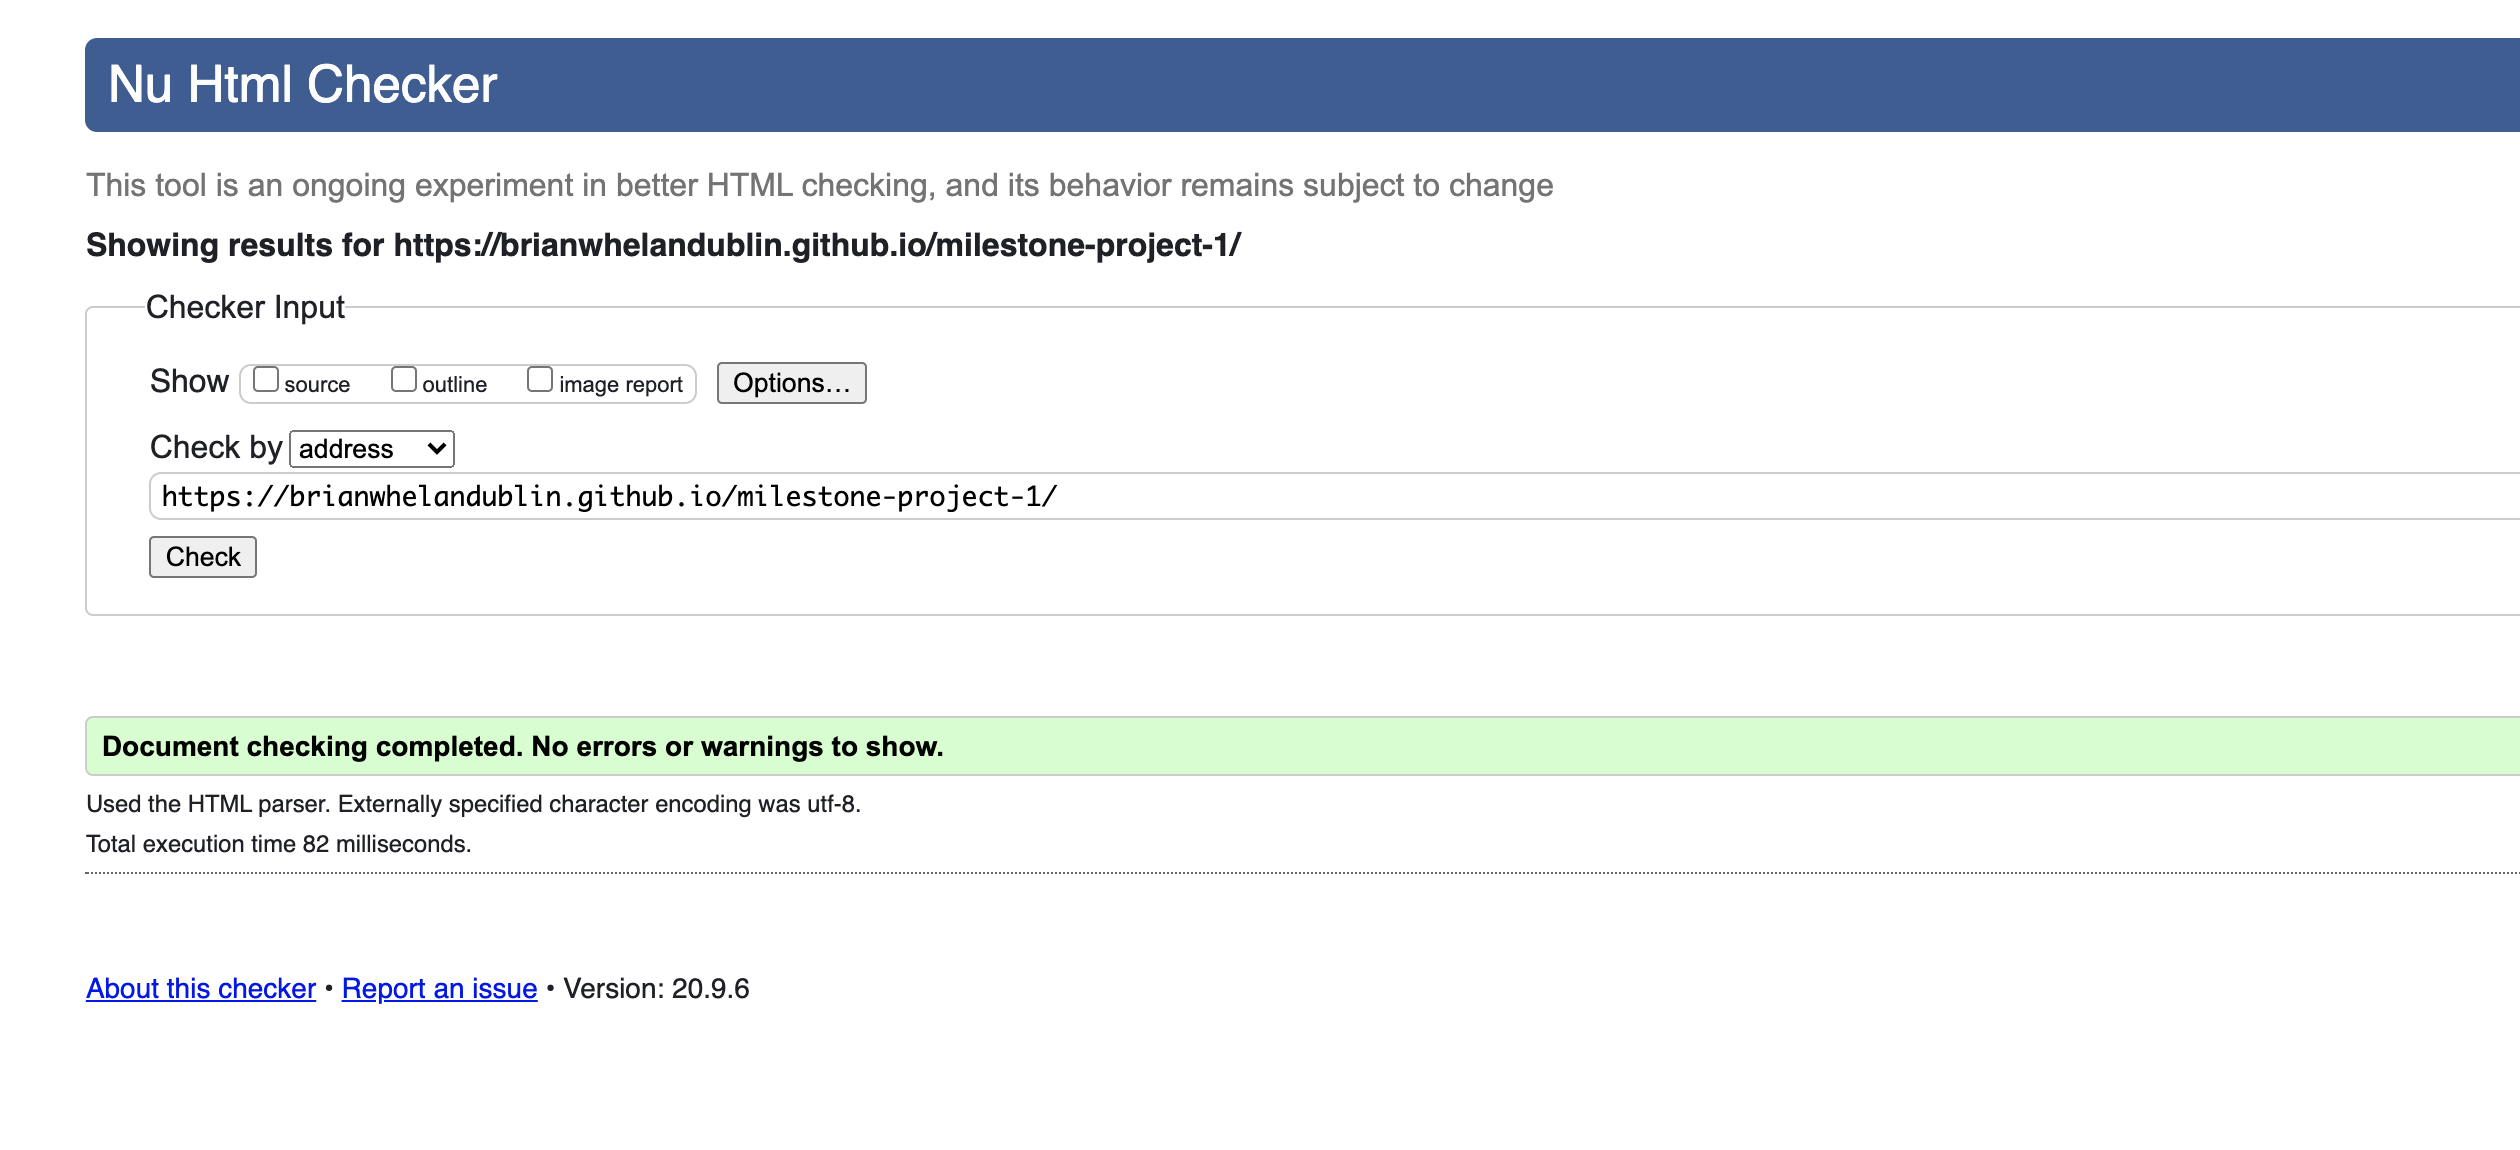 Nu Html Checker
This tool is an ongoing experiment in better HTML checking, and its behavior remains subject to change
Showing results for https://brianwhelandublin.github.io/milestone-project-1/
Checker Input
Show source outline image report Options…
Check by address
https://brianwhelandublin.github.io/milestone-project-1/
Check
Document checking completed. No errors or warnings to show.
Used the HTML parser. Externally specified character encoding was utf-8.
Total execution time 82 milliseconds.
About this checker • Report an issue • Version: 20.9.6